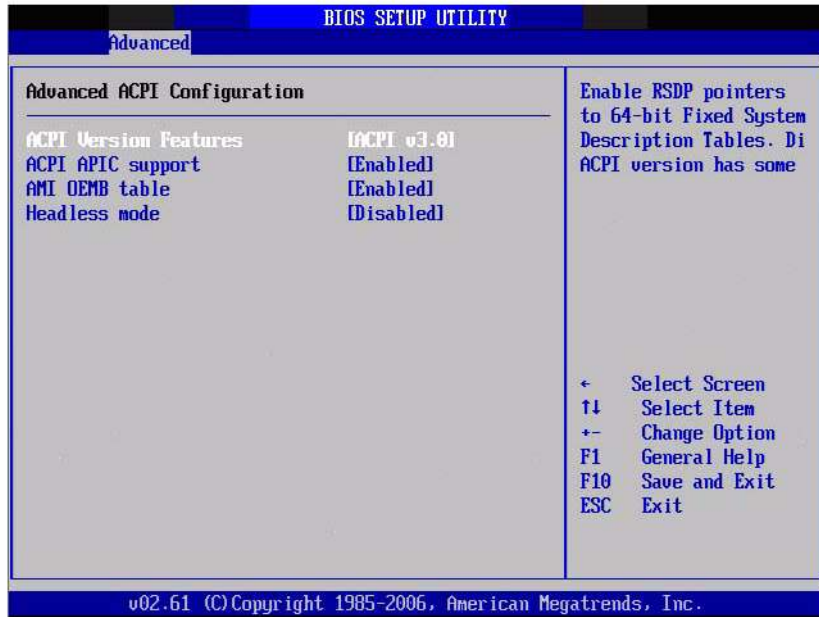 BIOS SETUP UTILITY
Advanced
Advanced ACPI Configuration
ACPI Version Features [ACPI v3.0]
ACPI APIC support [Enabled]
AMI OEMB table [Enabled]
Headless mode [Disabled]
Enable RSDP pointers
to 64-bit Fixed System
Description Tables. Di
ACPI version has some
← Select Screen
↑↓ Select Item
+- Change Option
F1 General Help
F10 Save and Exit
ESC Exit
v02.61 (C)Copyright 1985-2006, American Megatrends, Inc.